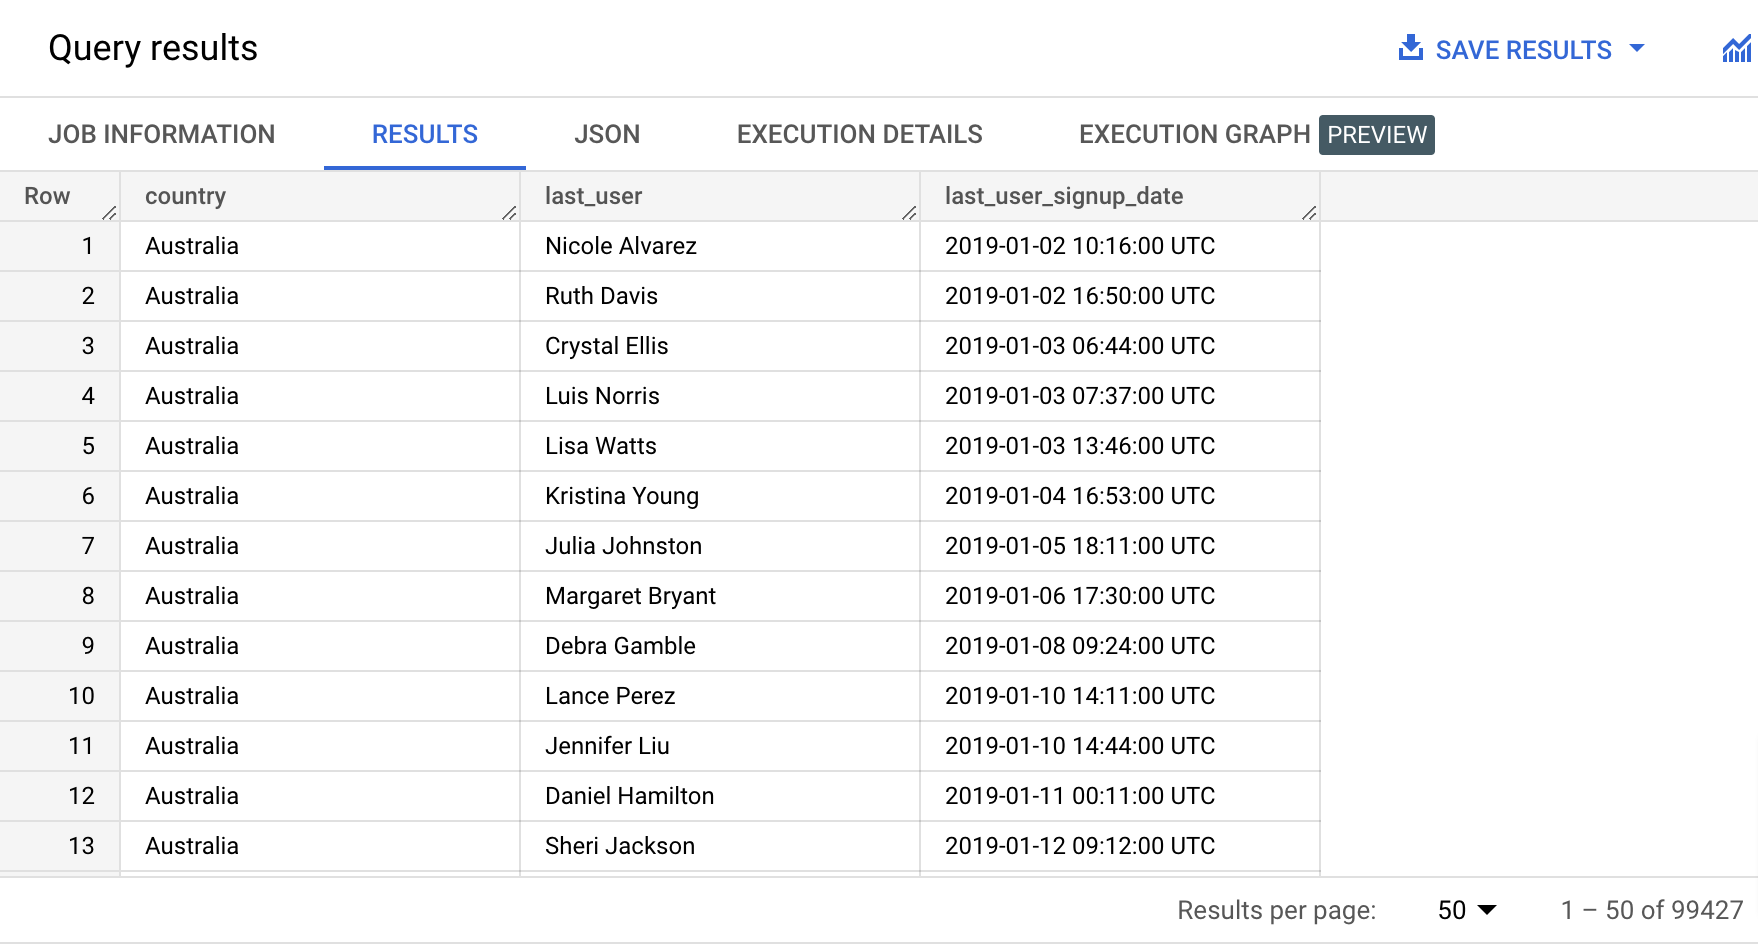 Query results SAVE RESULTS
JOB INFORMATION RESULTS JSON EXECUTION DETAILS EXECUTION GRAPH PREVIEW
Row country last_user last_user_signup_date
1 Australia Nicole Alvarez 2019-01-02 10:16:00 UTC
2 Australia Ruth Davis 2019-01-02 16:50:00 UTC
3 Australia Crystal Ellis 2019-01-03 06:44:00 UTC
4 Australia Luis Norris 2019-01-03 07:37:00 UTC
5 Australia Lisa Watts 2019-01-03 13:46:00 UTC
6 Australia Kristina Young 2019-01-04 16:53:00 UTC
7 Australia Julia Johnston 2019-01-05 18:11:00 UTC
8 Australia Margaret Bryant 2019-01-06 17:30:00 UTC
9 Australia Debra Gamble 2019-01-08 09:24:00 UTC
10 Australia Lance Perez 2019-01-10 14:11:00 UTC
11 Australia Jennifer Liu 2019-01-10 14:44:00 UTC
12 Australia Daniel Hamilton 2019-01-11 00:11:00 UTC
13 Australia Sheri Jackson 2019-01-12 09:12:00 UTC
Results per page: 50 1 – 50 of 99427